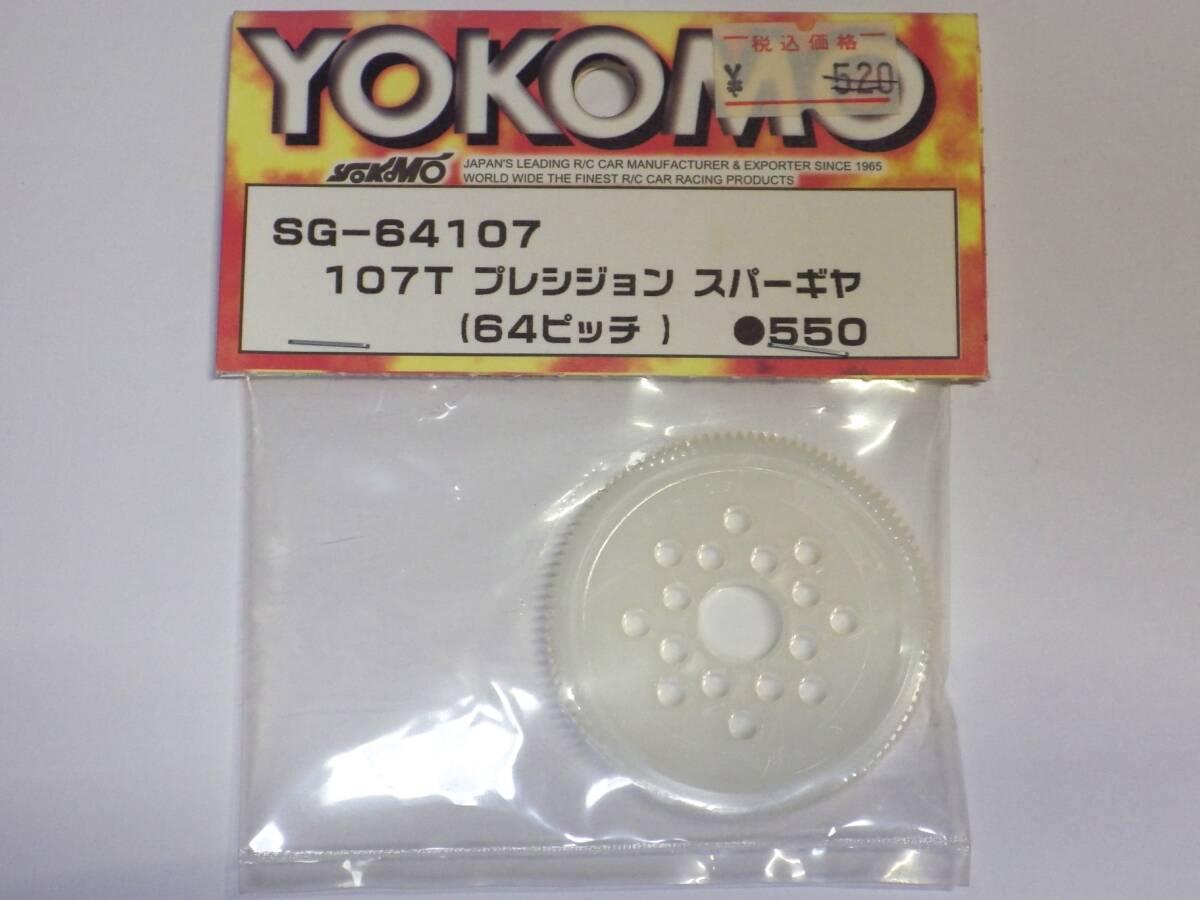 YOKOMO
税込価格
¥ 520
YOKOMO
JAPAN'S LEADING R/C CAR MANUFACTURER & EXPORTER SINCE 1965
WORLD WIDE THE FINEST R/C CAR RACING PRODUCTS
SG-64107
107T プレシジョン スパーギヤ
(64ピッチ) ●550